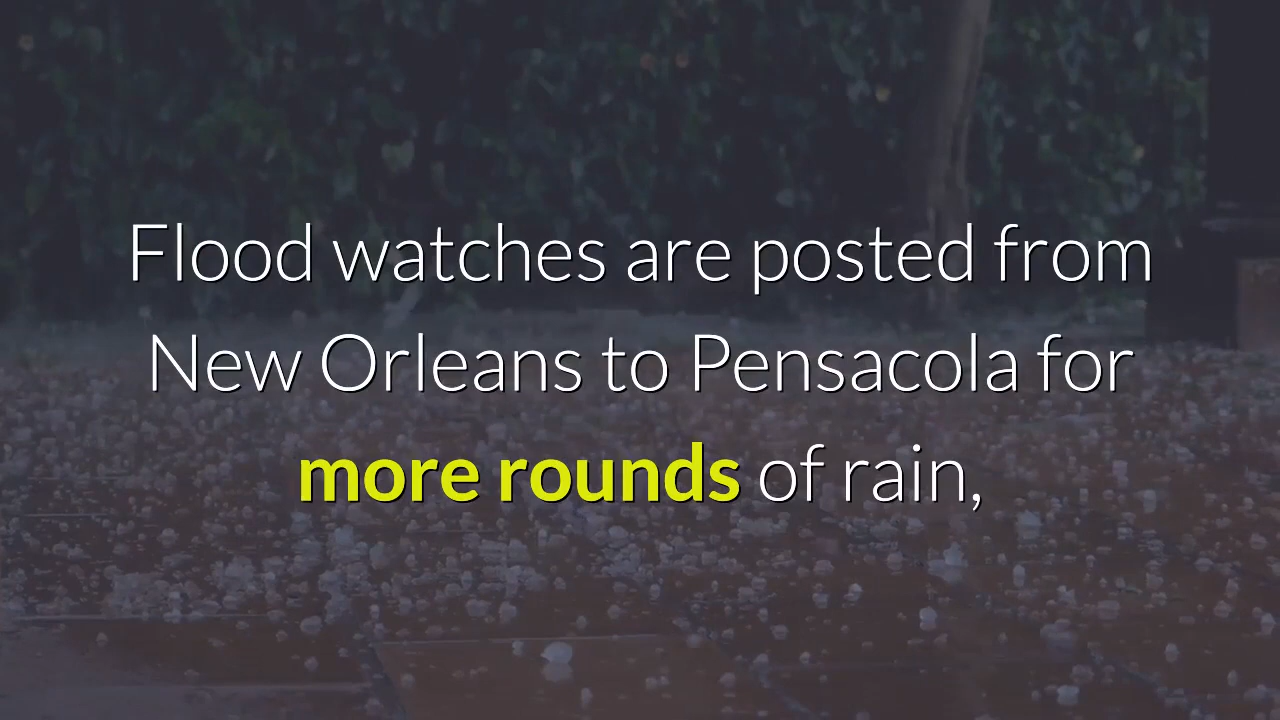 Flood watches are posted from
New Orleans to Pensacola for
more rounds of rain,